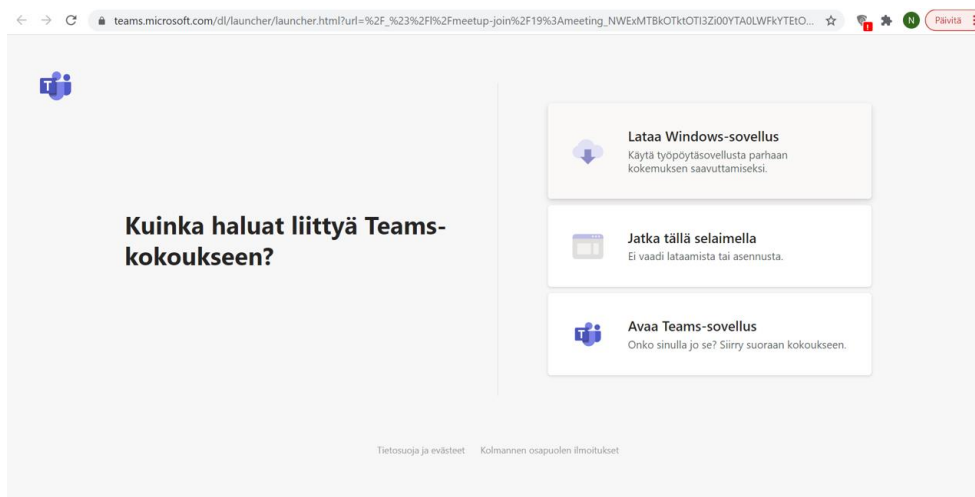 teams.microsoft.com/dl/launcher/launcher.html?url=%2F_%23%2Fl%2Fmeetup-join%2F19%3Ameeting_NWExMTBkOTktOTI3Zi00YTA0LWFkYTEtO...
N
Päivitä
T
Lataa Windows-sovellus
Käytä työpöytäsovellusta parhaan
kokemuksen saavuttamiseksi.
Kuinka haluat liittyä Teams-
kokoukseen?
Jatka tällä selaimella
Ei vaadi lataamista tai asennusta.
T
Avaa Teams-sovellus
Onko sinulla jo se? Siirry suoraan kokoukseen.
Tietosuoja ja evästeet Kolmannen osapuolen ilmoitukset